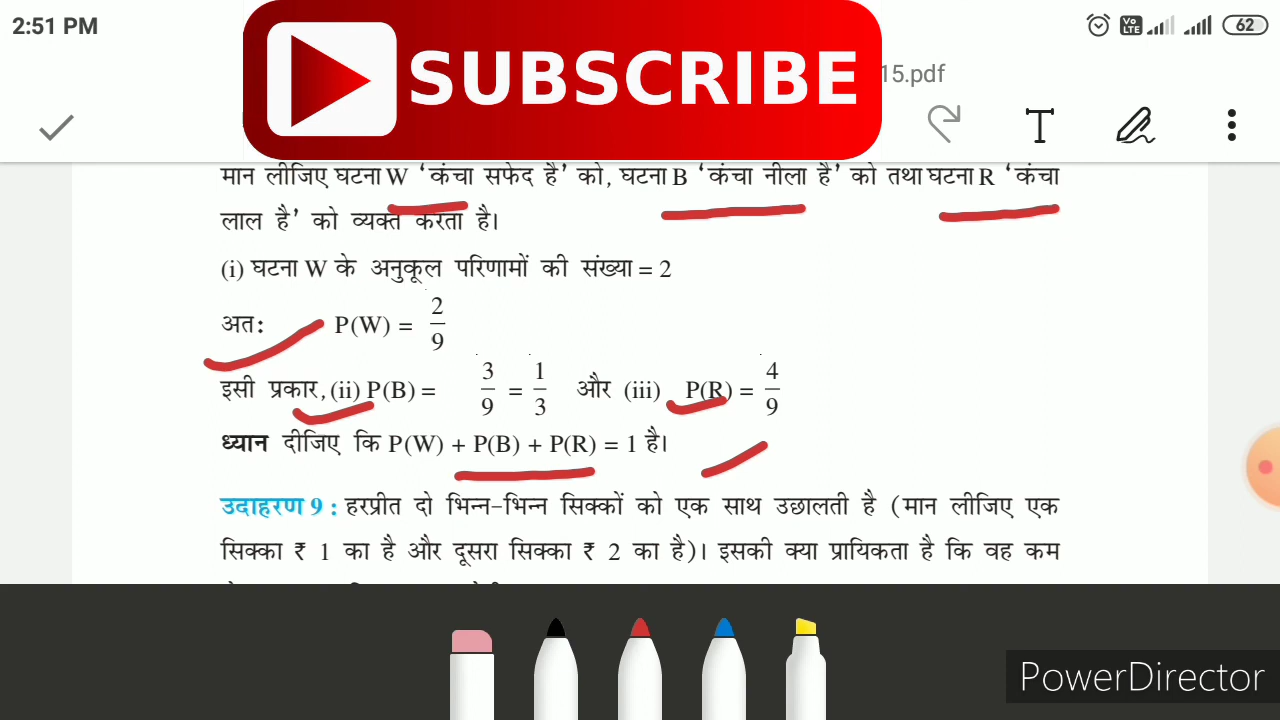 2:51 PM
Vo LTE
62
SUBSCRIBE
15.pdf
T
मान लीजिए घटना W ‘कंचा सफेद है’ को, घटना B ‘कंचा नीला है’ को तथा घटना R ‘कंचा
लाल है’ को व्यक्त करता है।
(i) घटना W के अनुकूल परिणामों की संख्या = 2
अतः P(W) = 2/9
इसी प्रकार, (ii) P(B) = 3/9 = 1/3 और (iii) P(R) = 4/9
ध्यान दीजिए कि P(W) + P(B) + P(R) = 1 है।
उदाहरण 9 : हरप्रीत दो भिन्न-भिन्न सिक्कों को एक साथ उछालती है (मान लीजिए एक
सिक्का ₹ 1 का है और दूसरा सिक्का ₹ 2 का है)। इसकी क्या प्रायिकता है कि वह कम
PowerDirector